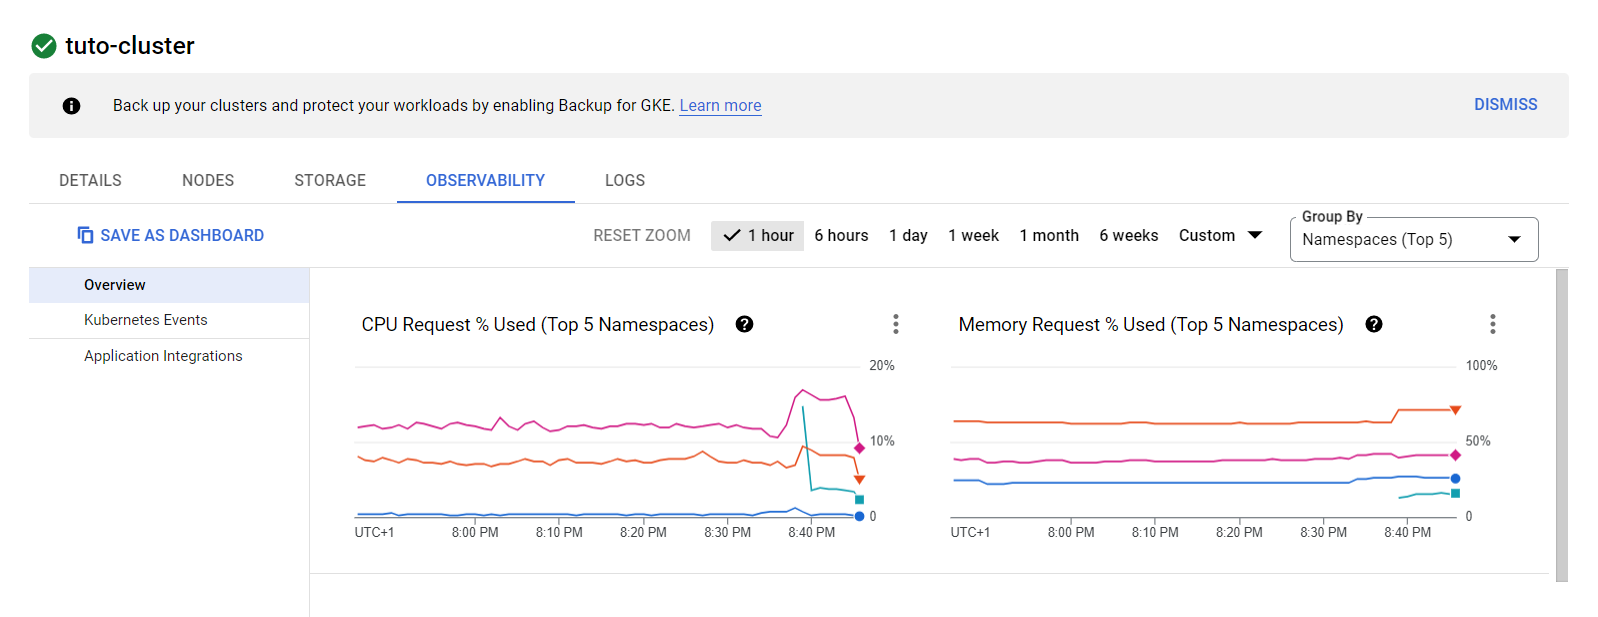 tuto-cluster
Back up your clusters and protect your workloads by enabling Backup for GKE. Learn more
DISMISS
DETAILS
NODES
STORAGE
OBSERVABILITY
LOGS
SAVE AS DASHBOARD
RESET ZOOM
1 hour
6 hours
1 day
1 week
1 month
6 weeks
Custom
Group By
Namespaces (Top 5)
Overview
Kubernetes Events
Application Integrations
CPU Request % Used (Top 5 Namespaces)
20%
10%
0
UTC+1
8:00 PM
8:10 PM
8:20 PM
8:30 PM
8:40 PM
Memory Request % Used (Top 5 Namespaces)
100%
50%
0
UTC+1
8:00 PM
8:10 PM
8:20 PM
8:30 PM
8:40 PM